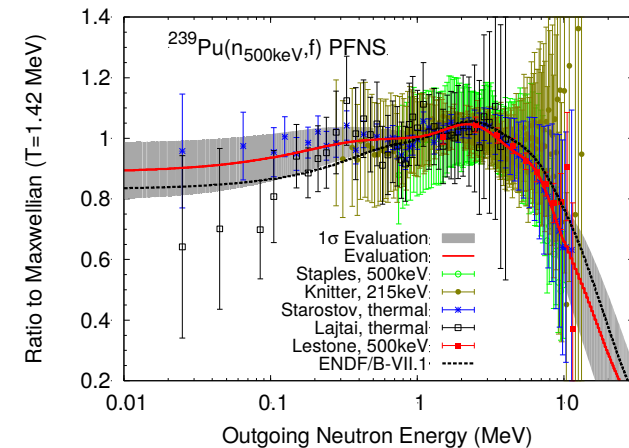 ²³⁹Pu(n₅₀₀ₖₑᵥ,f) PFNS
Ratio to Maxwellian (T=1.42 MeV)
1.4
1.2
1
0.8
0.6
0.4
0.2
1σ Evaluation
Evaluation
Staples, 500keV
Knitter, 215keV
Starostov, thermal
Lajtai, thermal
Lestone, 500keV
ENDF/B-VII.1
0.01 0.1 1 10
Outgoing Neutron Energy (MeV)